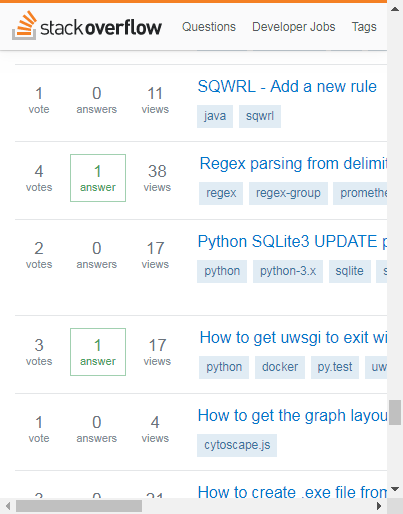 stackoverflow Questions Developer Jobs Tags
1 0 11 SQWRL - Add a new rule
vote answers views java sqwrl
4 1 38 Regex parsing from delimit
votes answer views regex regex-group promethe
2 0 17 Python SQLite3 UPDATE p
votes answers views python python-3.x sqlite s
3 1 17 How to get uwsgi to exit wi
votes answer views python docker py.test uw
1 0 4 How to get the graph layou
vote answers views cytoscape.js
How to create .exe file from